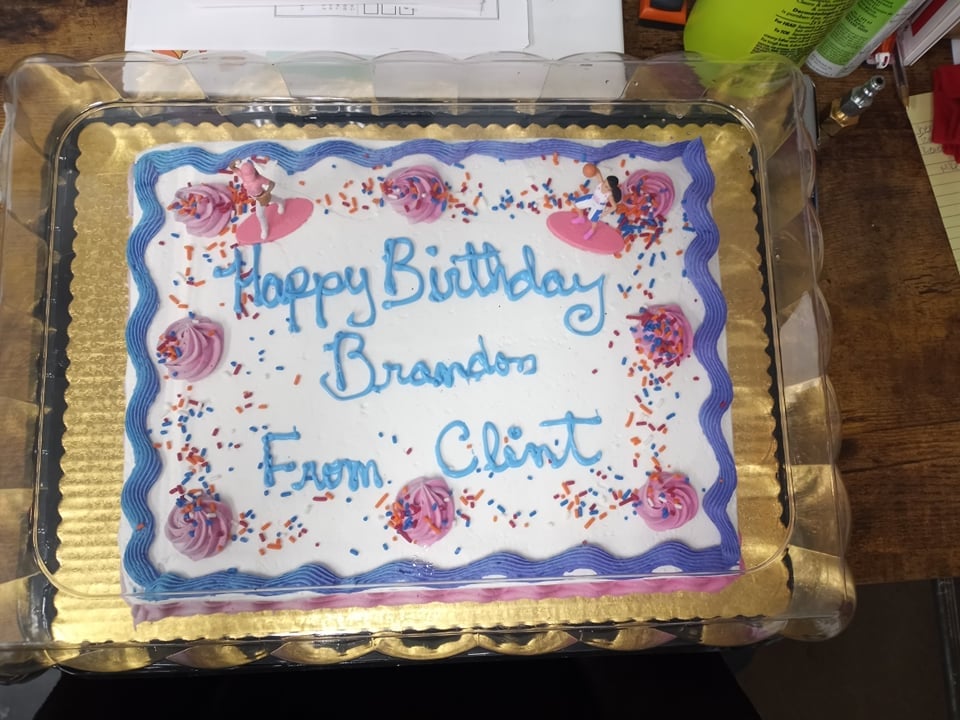 Happy Birthday
Brandon
From Clint